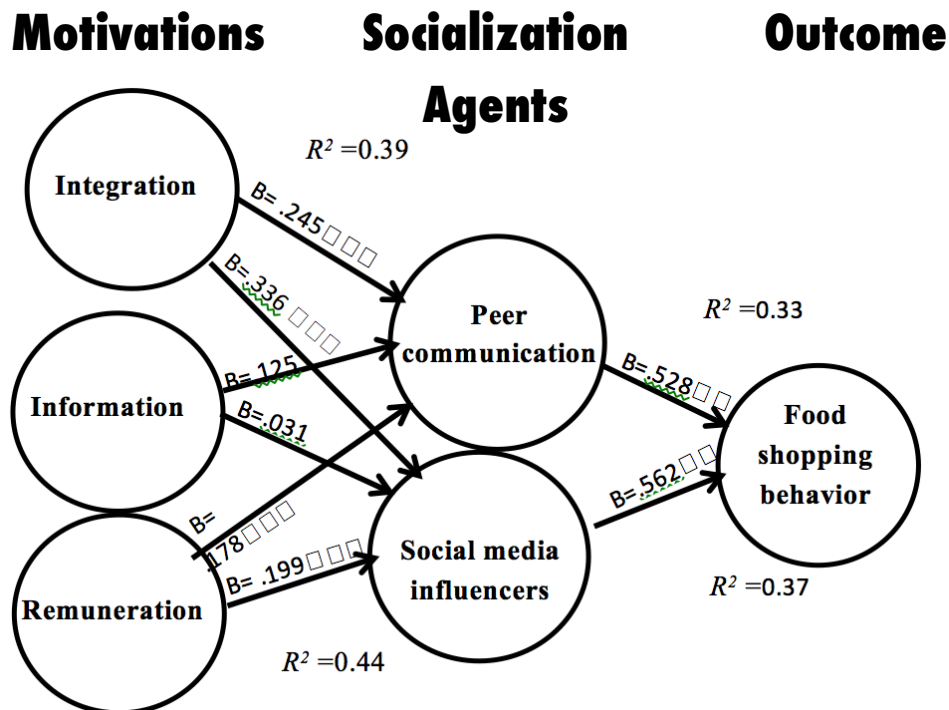 Motivations
Socialization
Agents
Outcome
R² =0.39
Integration
B= .245□□□
B=.336 □□□
Peer
communication
R² =0.33
Information
B=.125
B=.031
B=.528□□
Food
shopping
behavior
B=
.178□□□
B= .199□□□
B=.562□□
Social media
influencers
Remuneration
R² =0.37
R² =0.44